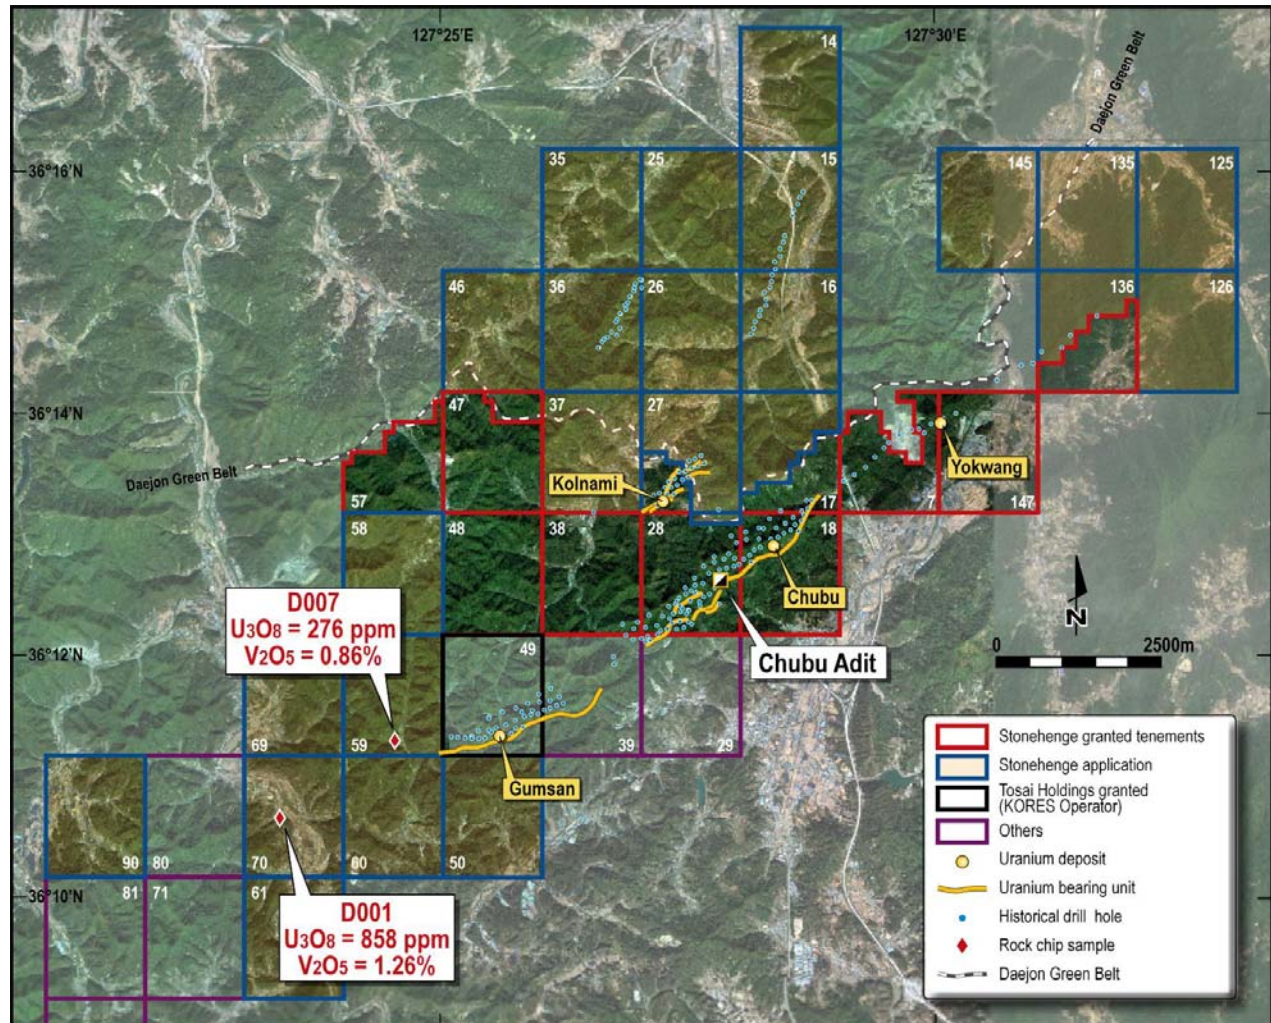 127°25'E
127°30'E
Daejon Green Belt
36°16'N
36°14'N
36°12'N
36°10'N
14
35
25
15
145
135
125
46
36
26
16
136
126
47
37
27
Daejon Green Belt
Kolnami
Yokwang
57
17
7
147
58
48
38
28
18
Chubu
D007
U3O8 = 276 ppm
V2O5 = 0.86%
49
Chubu Adit
N
0
2500m
69
59
39
29
Gumsan
90
80
70
60
50
81
71
61
D001
U3O8 = 858 ppm
V2O5 = 1.26%
Stonehenge granted tenements
Stonehenge application
Tosai Holdings granted
(KORES Operator)
Others
Uranium deposit
Uranium bearing unit
Historical drill hole
Rock chip sample
Daejon Green Belt